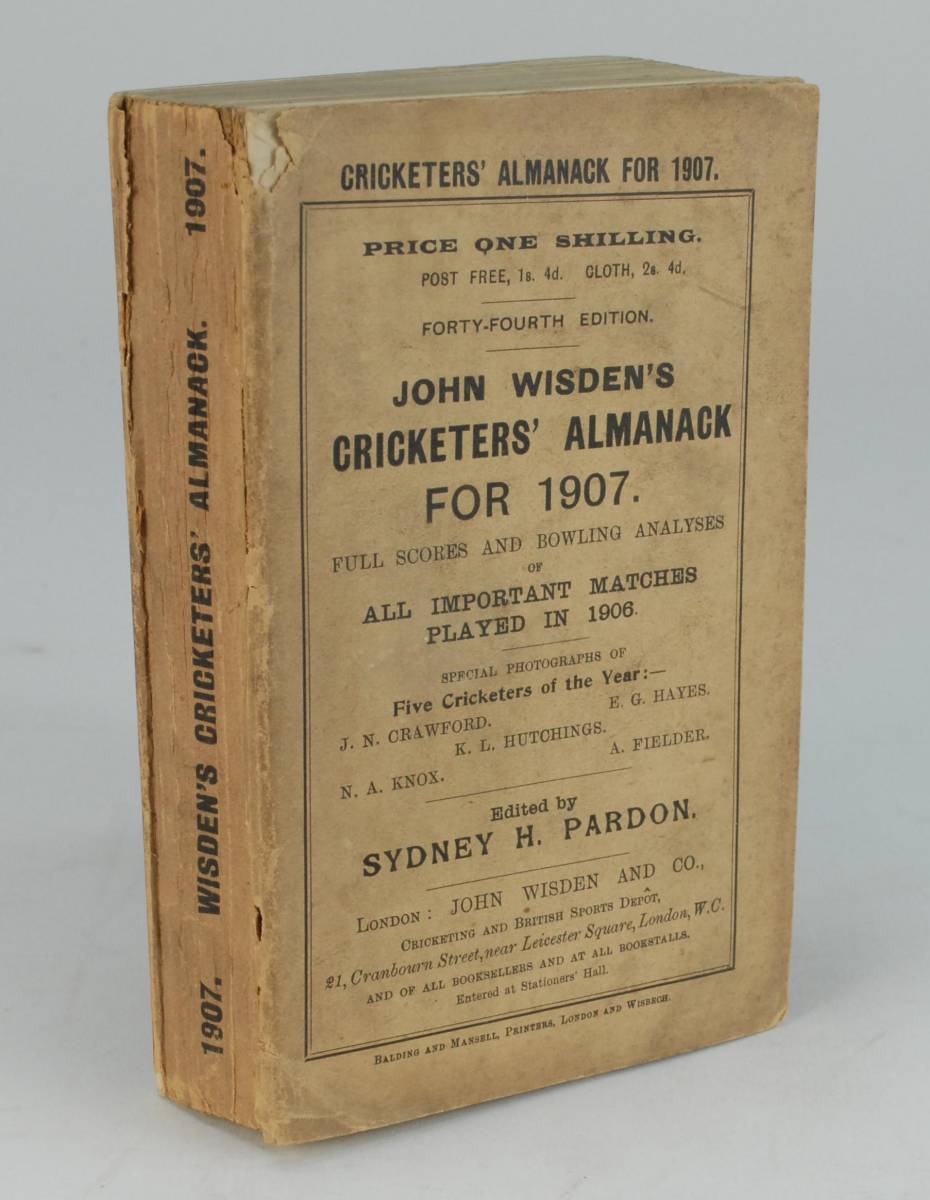 1907. WISDEN'S CRICKETERS' ALMANACK. 1907.
CRICKETERS' ALMANACK FOR 1907.
PRICE ONE SHILLING.
POST FREE, 1s. 4d. CLOTH, 2s. 4d.
FORTY-FOURTH EDITION.
JOHN WISDEN'S
CRICKETERS' ALMANACK
FOR 1907.
FULL SCORES AND BOWLING ANALYSES
OF
ALL IMPORTANT MATCHES
PLAYED IN 1906.
SPECIAL PHOTOGRAPHS OF
Five Cricketers of the Year:—
J. N. CRAWFORD. E. G. HAYES.
K. L. HUTCHINGS.
N. A. KNOX. A. FIELDER.
Edited by
SYDNEY H. PARDON.
LONDON: JOHN WISDEN AND CO.,
CRICKETING AND BRITISH SPORTS DEPÔT,
21, Cranbourn Street, near Leicester Square, London, W.C.
AND OF ALL BOOKSELLERS AND AT ALL BOOKSTALLS.
Entered at Stationers' Hall.
BALDING AND MANSELL, PRINTERS, LONDON AND WISBECH.